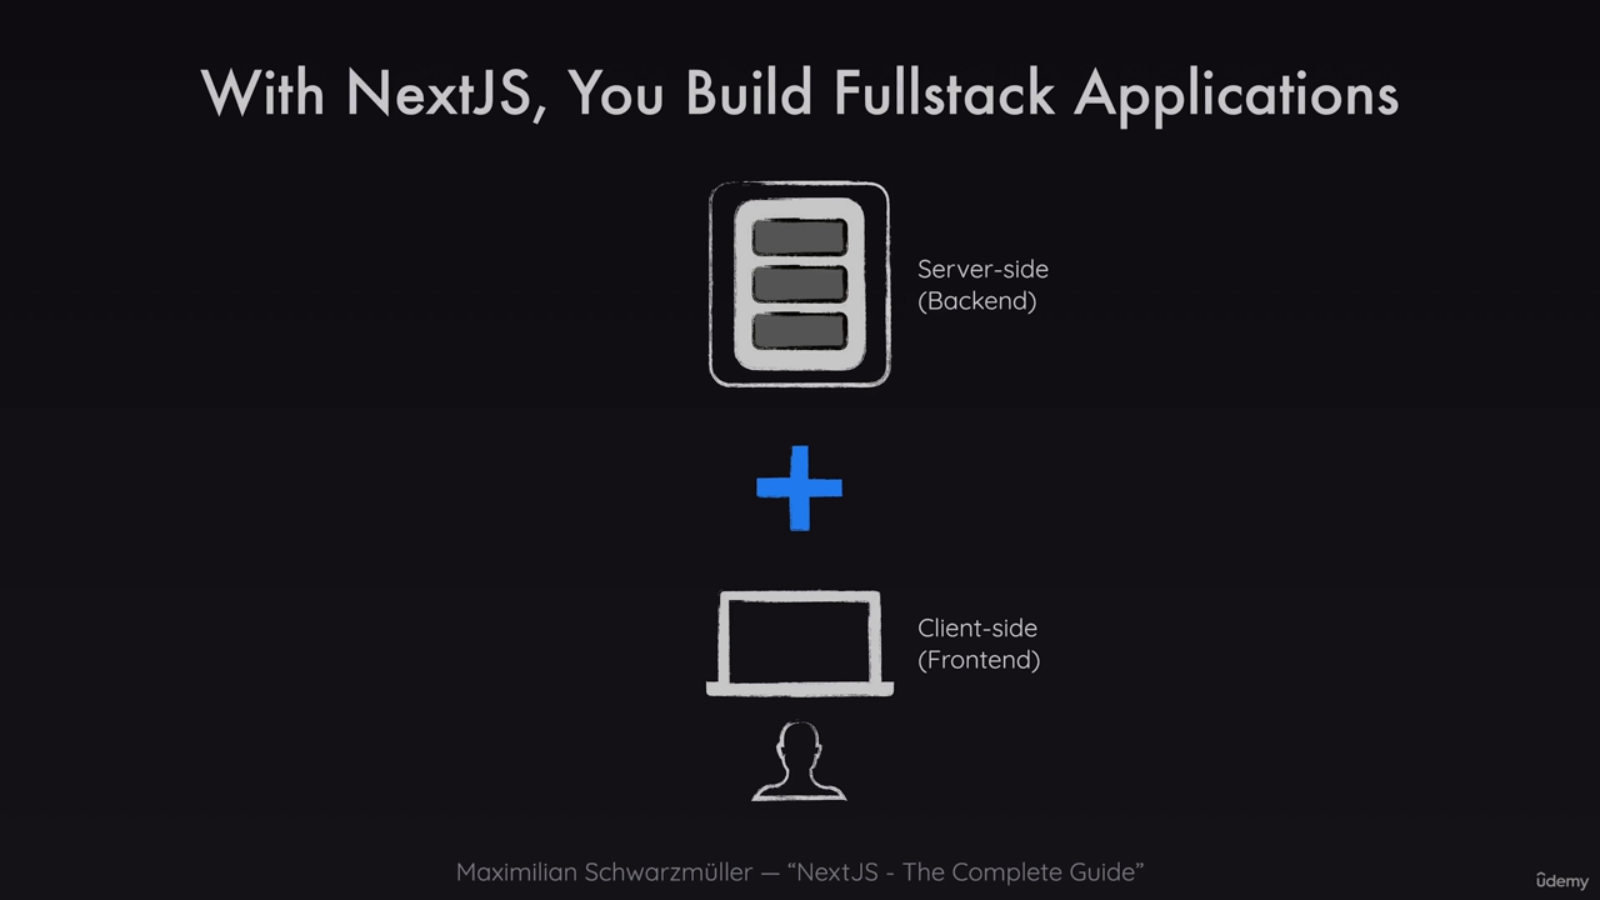 With NextJS, You Build Fullstack Applications
Server-side
(Backend)
Client-side
(Frontend)
Maximilian Schwarzmüller — “NextJS - The Complete Guide”
ûdemy